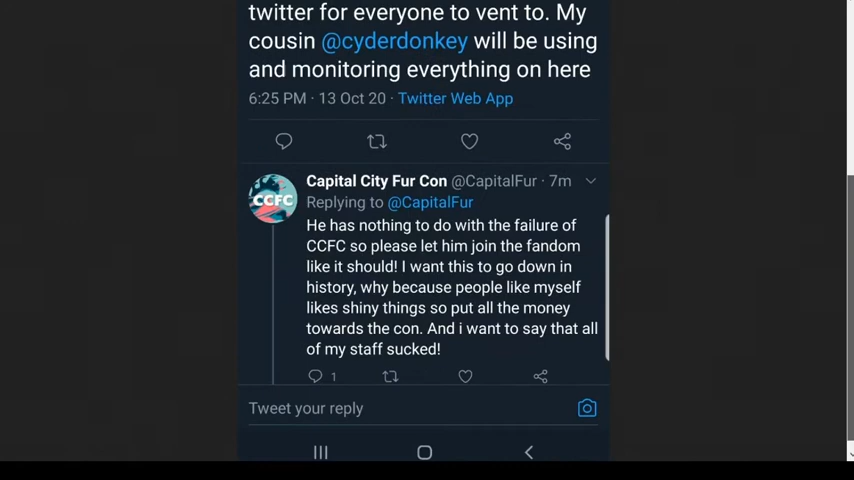 twitter for everyone to vent to. My
cousin @cyderdonkey will be using
and monitoring everything on here
6:25 PM · 13 Oct 20 · Twitter Web App
Capital City Fur Con @CapitalFur · 7m
Replying to @CapitalFur
CCFC
He has nothing to do with the failure of
CCFC so please let him join the fandom
like it should! I want this to go down in
history, why because people like myself
likes shiny things so put all the money
towards the con. And i want to say that all
of my staff sucked!
1
Tweet your reply